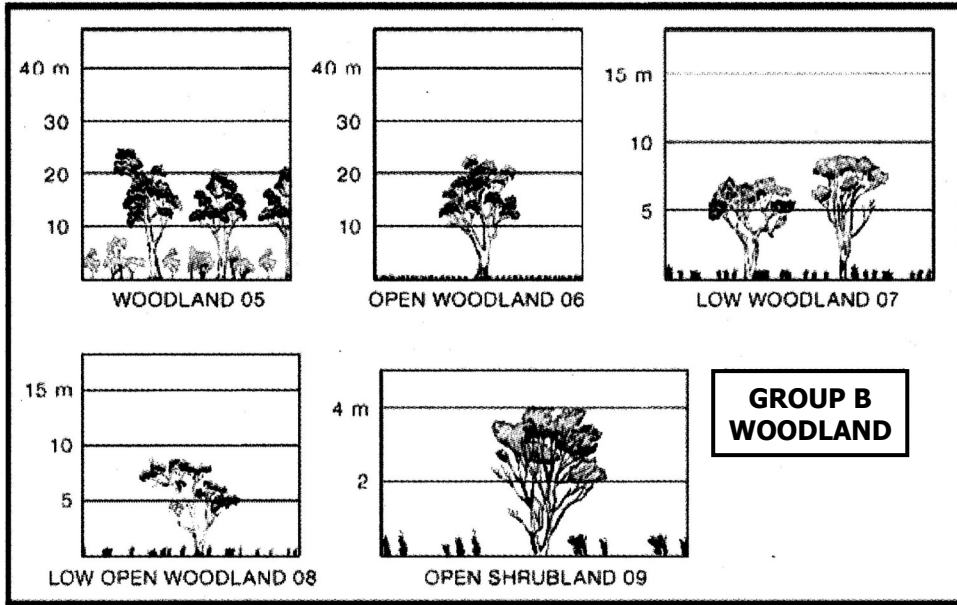 40 m
30
20
10
WOODLAND 05
40 m
30
20
10
OPEN WOODLAND 06
15 m
10
5
LOW WOODLAND 07
15 m
10
5
LOW OPEN WOODLAND 08
4 m
2
OPEN SHRUBLAND 09
GROUP B
WOODLAND